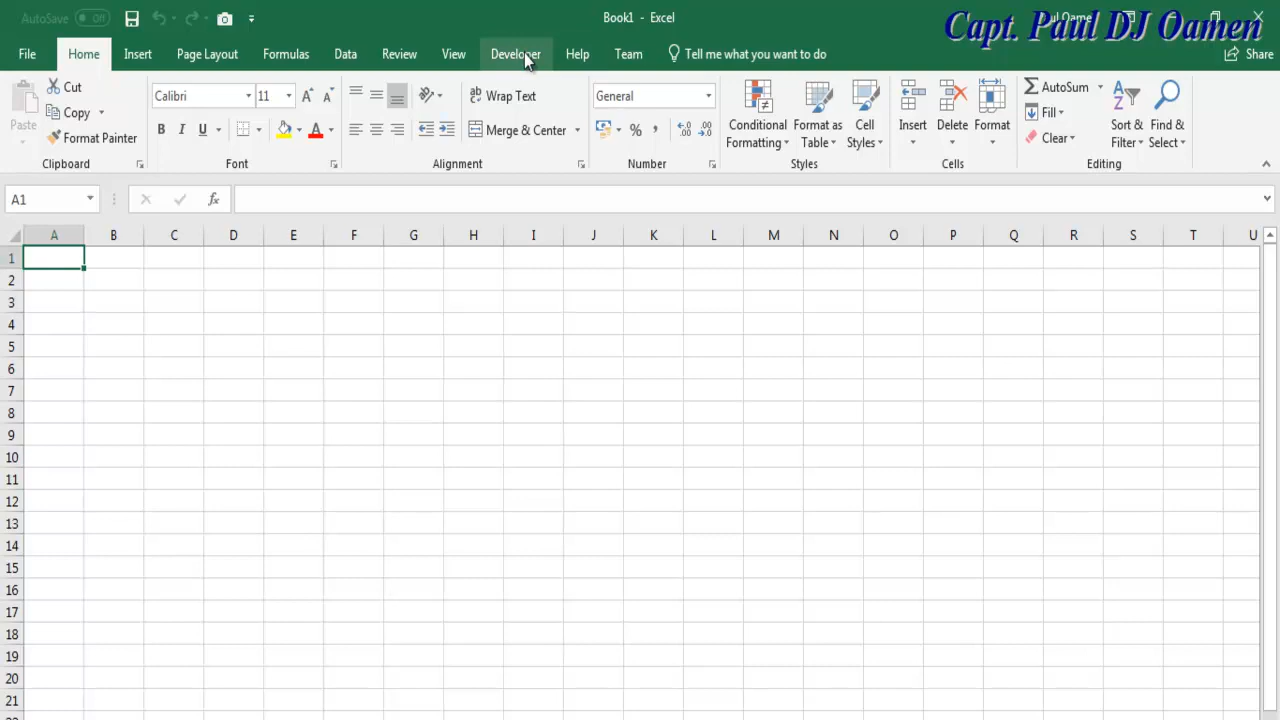 AutoSave Off Book1 - Excel
Capt. Paul DJ Oamen
File Home Insert Page Layout Formulas Data Review View Developer Help Team Tell me what you want to do Share
Paste Cut Calibri 11 Wrap Text General Conditional Formatting Format as Table Cell Styles Insert Delete Format AutoSum Sort & Filter Find & Select
Copy Fill
Format Painter B I U A Merge & Center % , Clear
Clipboard Font Alignment Number Styles Cells Editing
A1 fx
A B C D E F G H I J K L M N O P Q R S T U
1
2
3
4
5
6
7
8
9
10
11
12
13
14
15
16
17
18
19
20
21